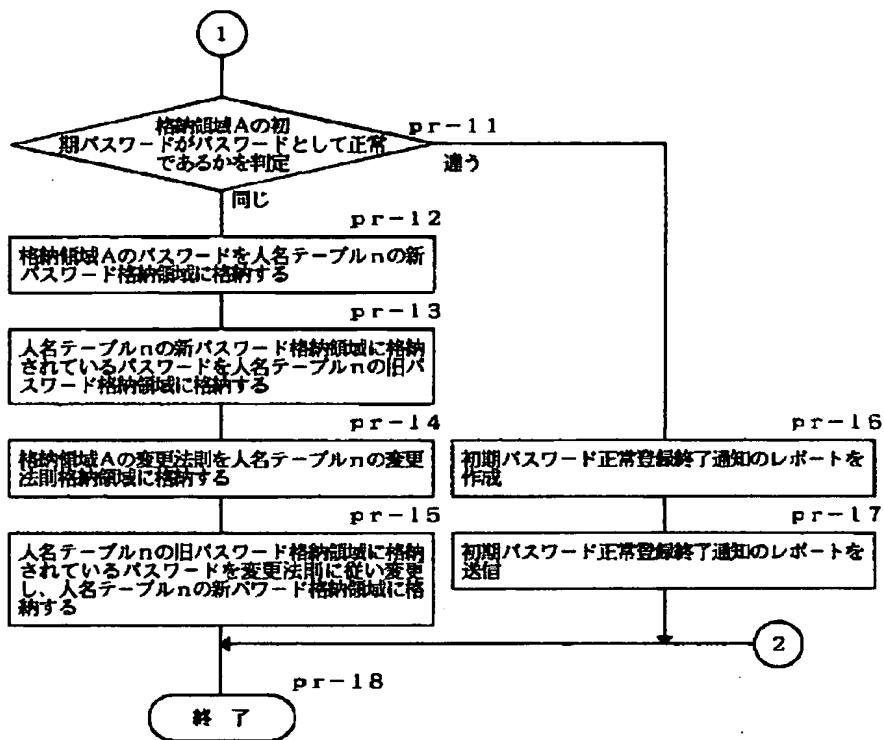 1
格納領域Aの初
期パスワードがパスワードとして正常
であるかを判定
pr-11
違う
同じ
pr-12
格納領域Aのパスワードを人名テーブルnの新
パスワード格納領域に格納する
pr-13
人名テーブルnの新パスワード格納領域に格納
されているパスワードを人名テーブルnの旧パ
スワード格納領域に格納する
pr-14
格納領域Aの変更法則を人名テーブルnの変更
法則格納領域に格納する
pr-15
人名テーブルnの旧パスワード格納領域に格納
されているパスワードを変更法則に従い変更
し、人名テーブルnの新パワード格納領域に格
納する
pr-16
初期パスワード正常登録終了通知のレポートを
作成
pr-17
初期パスワード正常登録終了通知のレポートを
送信
2
pr-18
終 了